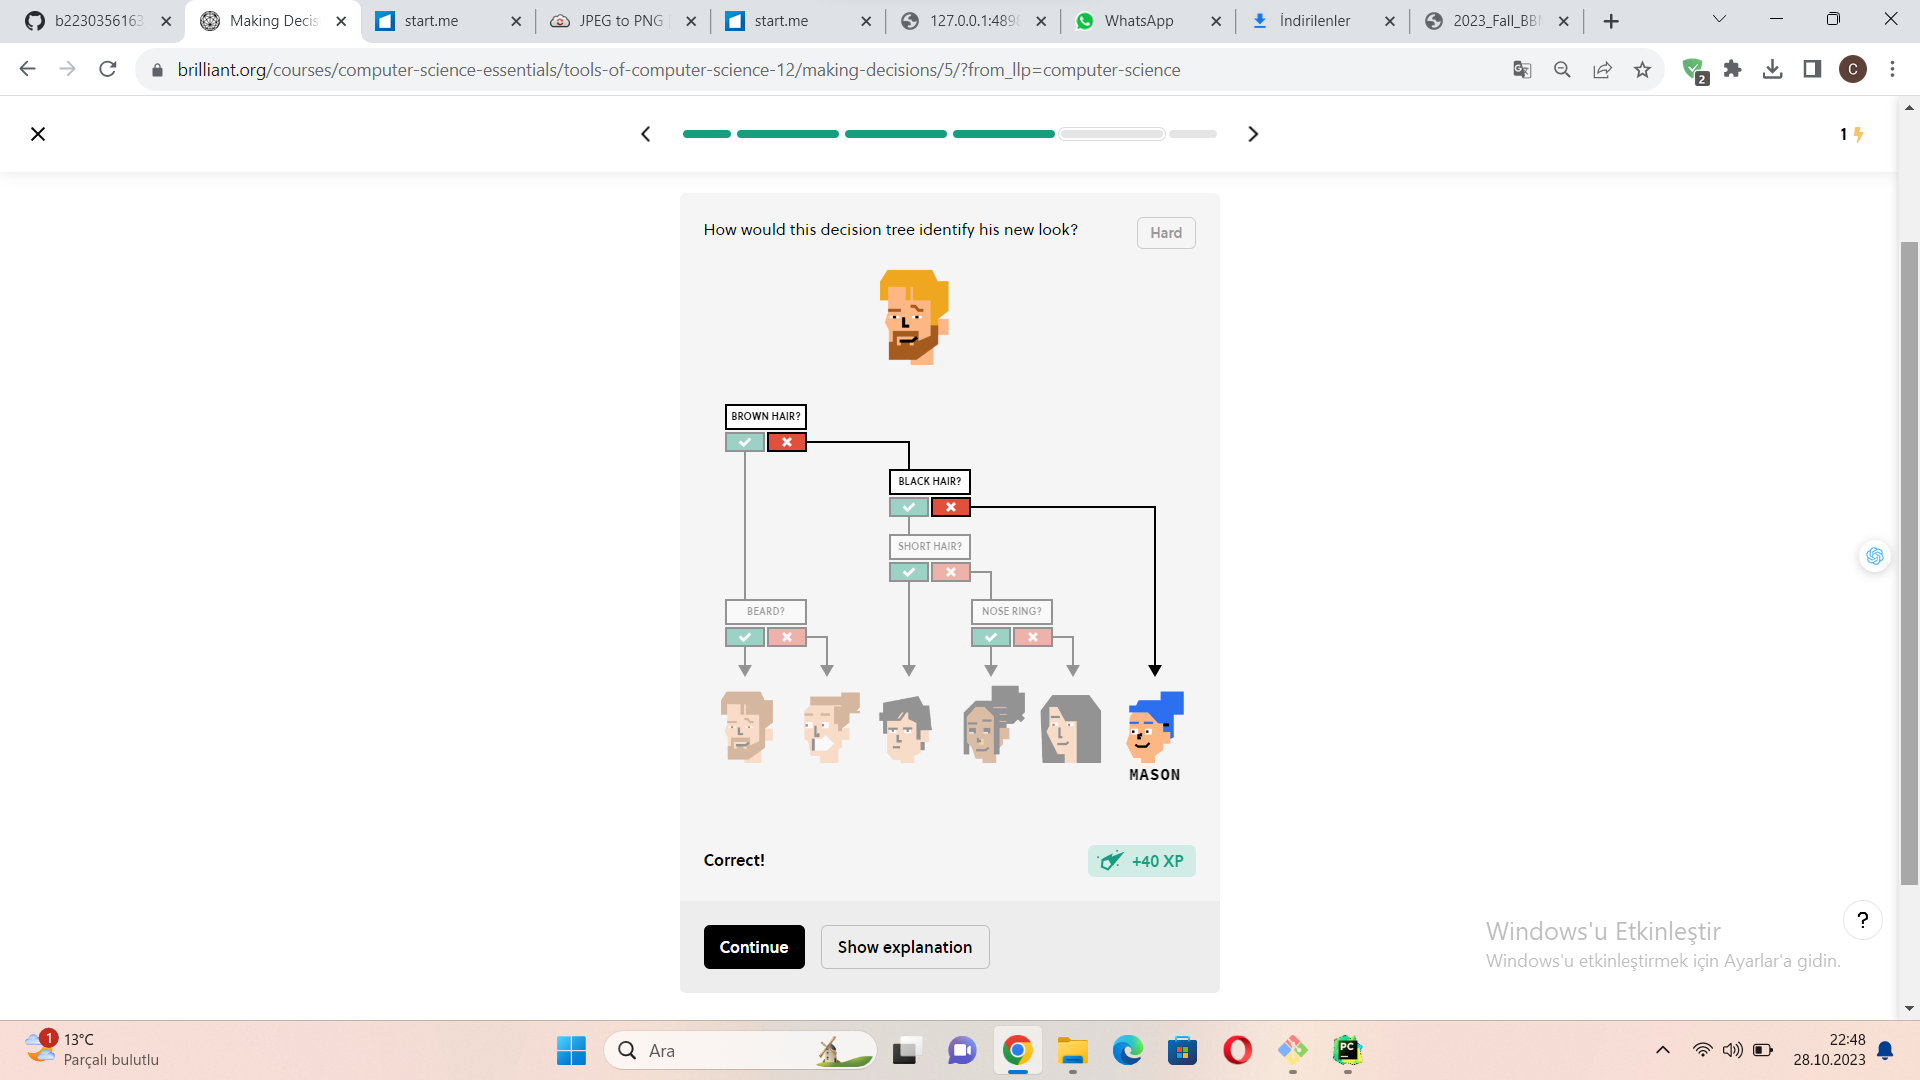 b2230356163
Making Decis
start.me
JPEG to PNG
start.me
127.0.0.1:489
WhatsApp
İndirilenler
2023_Fall_BB
brilliant.org/courses/computer-science-essentials/tools-of-computer-science-12/making-decisions/5/?from_llp=computer-science
2
C
1
How would this decision tree identify his new look?
Hard
BROWN HAIR?
BLACK HAIR?
SHORT HAIR?
BEARD?
NOSE RING?
MASON
Correct!
+40 XP
Continue
Show explanation
?
Windows'u Etkinleştir
Windows'u etkinleştirmek için Ayarlar'a gidin.
1
13°C
Parçalı bulutlu
Ara
PC
22:48
28.10.2023